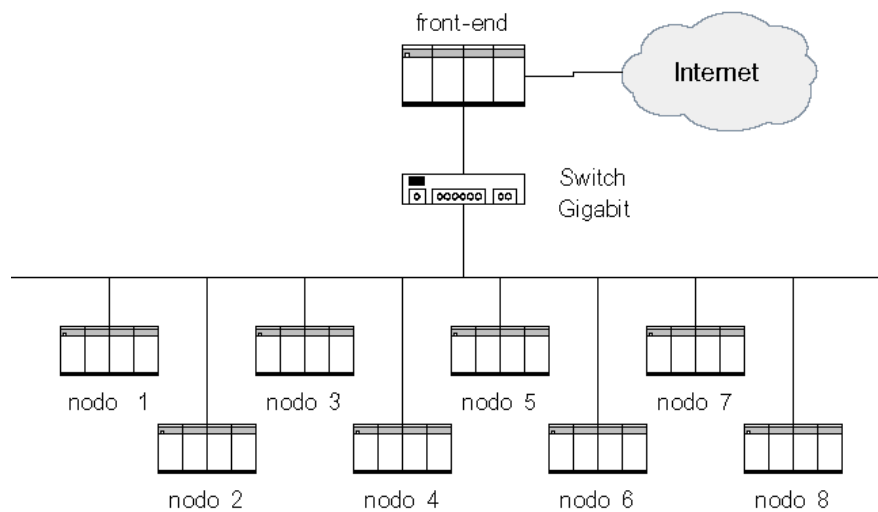 front-end
Internet
Switch
Gigabit
nodo 1
nodo 3
nodo 5
nodo 7
nodo 2
nodo 4
nodo 6
nodo 8